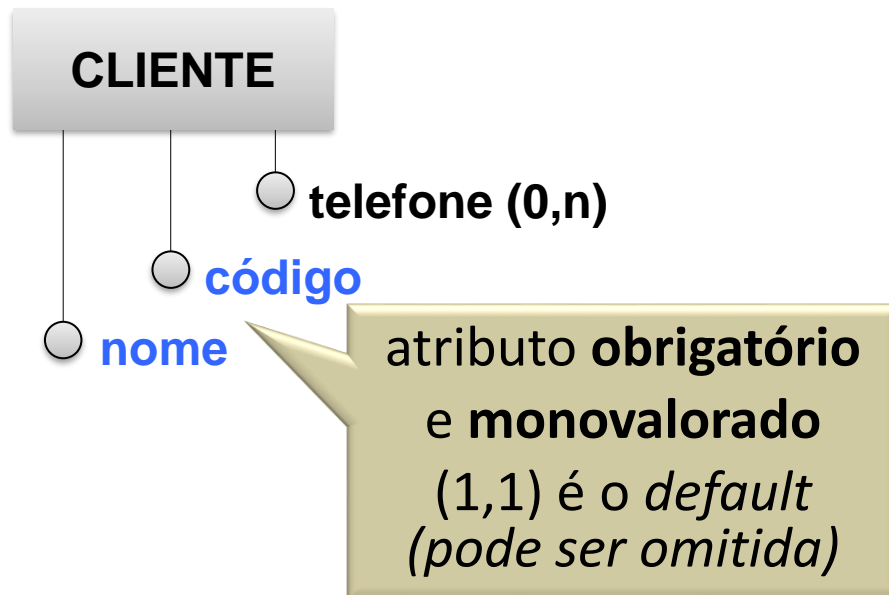 CLIENTE
telefone (0,n)
código
nome
atributo obrigatório
e monovalorado
(1,1) é o default
(pode ser omitida)